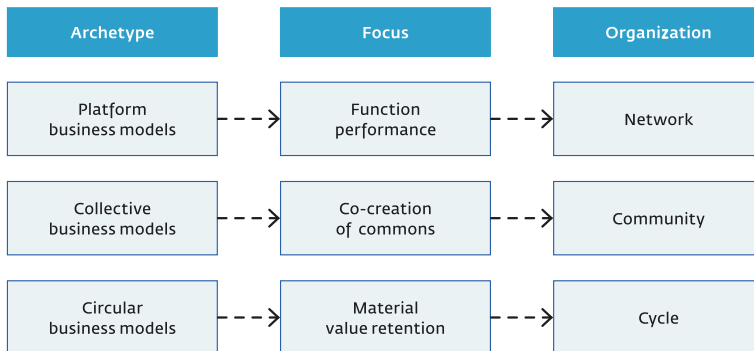 Archetype
Focus
Organization
Platform
business models
Function
performance
Network
Collective
business models
Co-creation
of commons
Community
Circular
business models
Material
value retention
Cycle